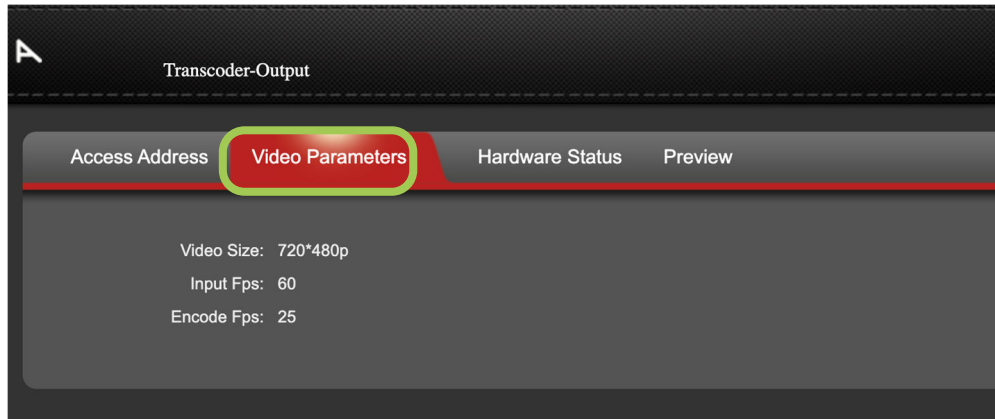 Transcoder-Output
Access Address Video Parameters Hardware Status Preview
Video Size: 720*480p
Input Fps: 60
Encode Fps: 25